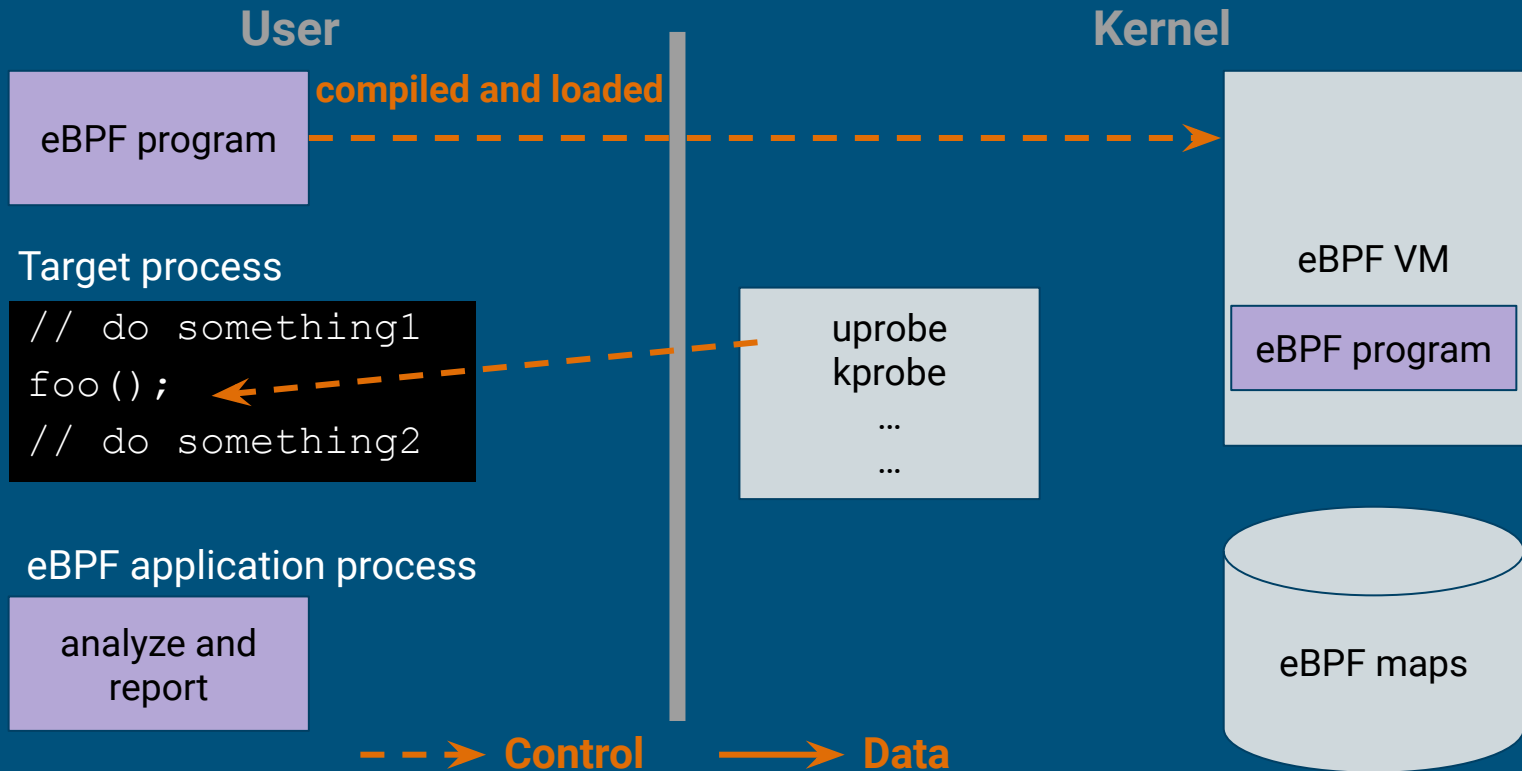 User
Kernel
compiled and loaded
eBPF program
Target process
// do something1
foo();
// do something2
uprobe
kprobe
…
…
eBPF VM
eBPF program
eBPF application process
analyze and
report
eBPF maps
Control
Data